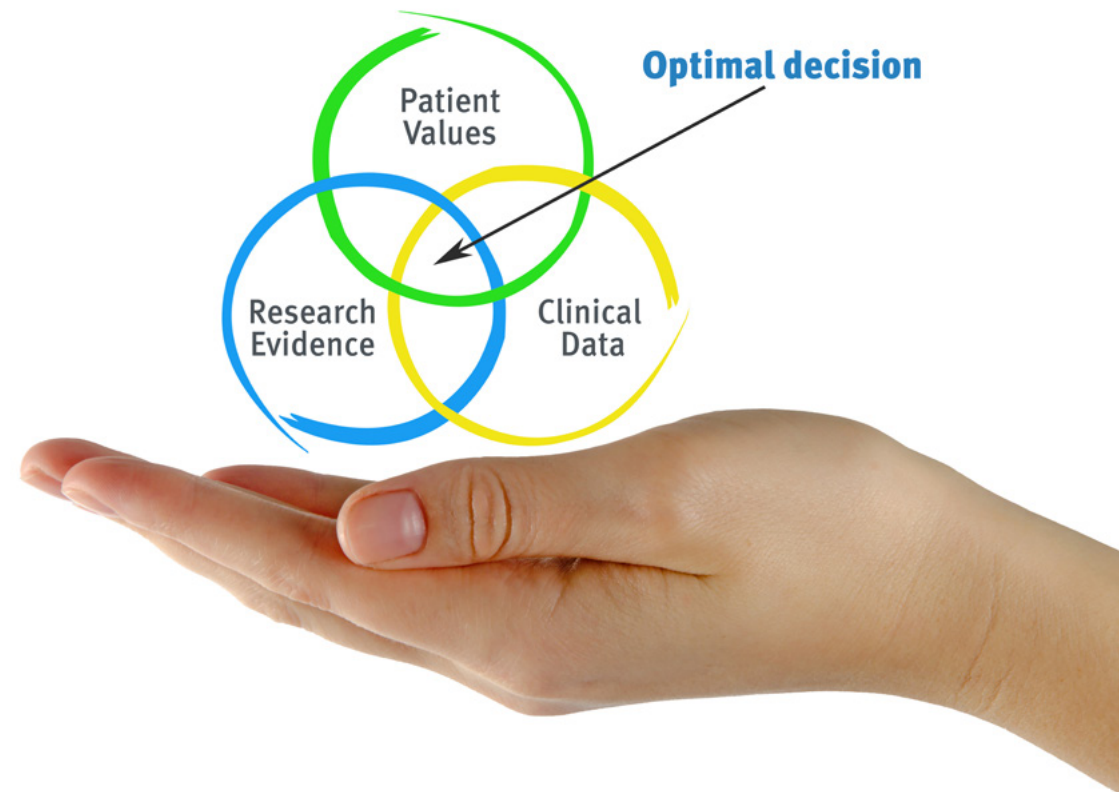 Optimal decision
Patient
Values
Research
Evidence
Clinical
Data